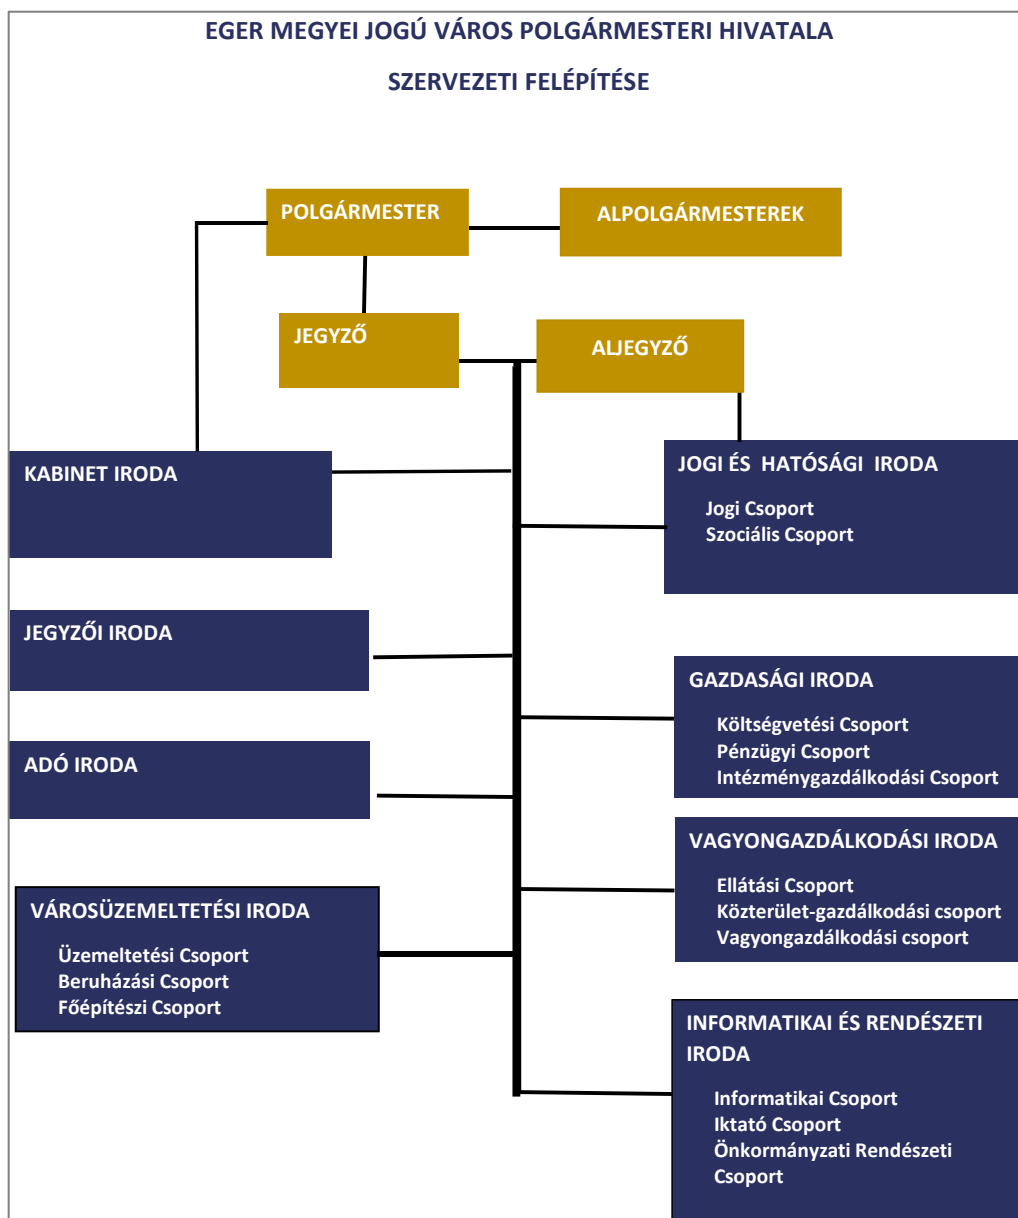 EGER MEGYEI JOGÚ VÁROS POLGÁRMESTERI HIVATALA
SZERVEZETI FELÉPÍTÉSE
POLGÁRMESTER
ALPOLGÁRMESTEREK
JEGYZŐ
ALJEGYZŐ
KABINET IRODA
JOGI ÉS HATÓSÁGI IRODA
Jogi Csoport
Szociális Csoport
JEGYZŐI IRODA
GAZDASÁGI IRODA
Költségvetési Csoport
Pénzügyi Csoport
Intézménygazdálkodási Csoport
ADÓ IRODA
VAGYONGAZDÁLKODÁSI IRODA
Ellátási Csoport
Közterület-gazdálkodási csoport
Vagyongazdálkodási csoport
VÁROSÜZEMELTETÉSI IRODA
Üzemeltetési Csoport
Beruházási Csoport
Főépítészi Csoport
INFORMATIKAI ÉS RENDÉSZETI
IRODA
Informatikai Csoport
Iktató Csoport
Önkormányzati Rendészeti
Csoport